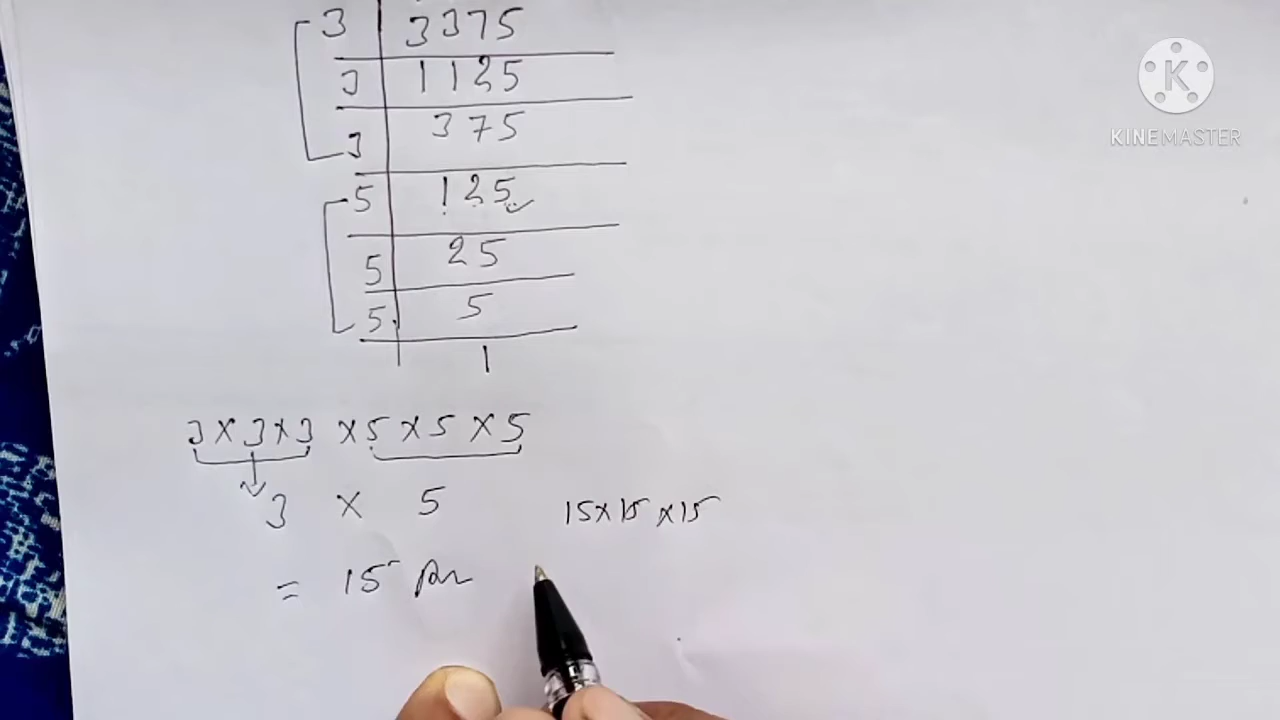 3 3375
3 1125
3 375
5 125
5 25
5 5
1
3 × 3 × 3 × 5 × 5 × 5
3 × 5
15 × 15 × 15
= 15 An
K
KINEMASTER